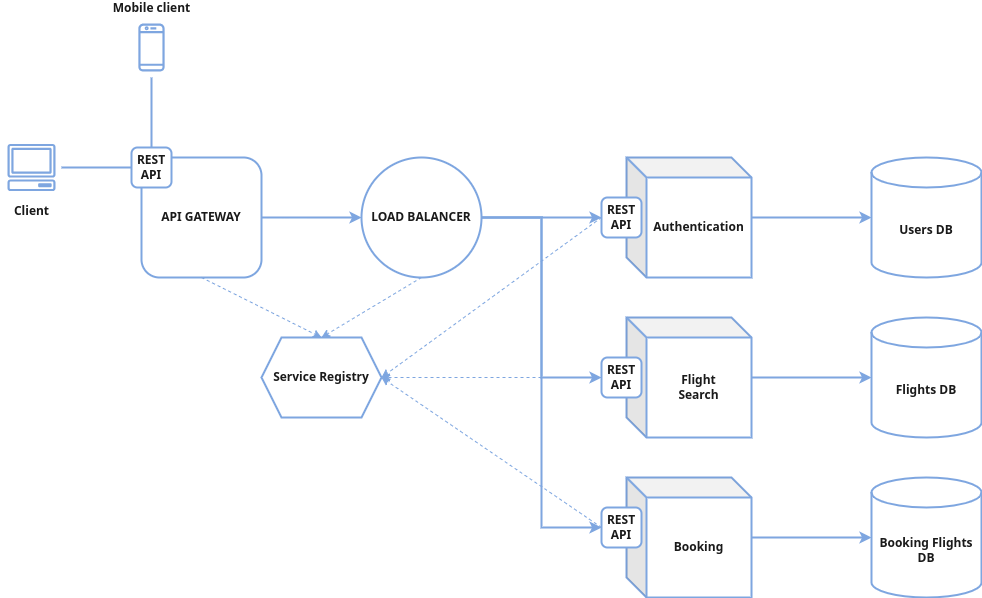 Mobile client
REST
API
Client
API GATEWAY
LOAD BALANCER
REST
API
Authentication
Users DB
Service Registry
REST
API
Flight
Search
Flights DB
REST
API
Booking
Booking Flights
DB